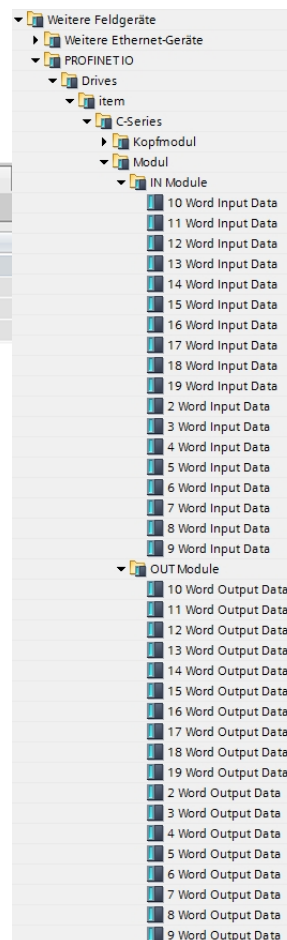 Weitere Feldgeräte
Weitere Ethernet-Geräte
PROFINET IO
Drives
item
C-Series
Kopfmodul
Modul
IN Module
10 Word Input Data
11 Word Input Data
12 Word Input Data
13 Word Input Data
14 Word Input Data
15 Word Input Data
16 Word Input Data
17 Word Input Data
18 Word Input Data
19 Word Input Data
2 Word Input Data
3 Word Input Data
4 Word Input Data
5 Word Input Data
6 Word Input Data
7 Word Input Data
8 Word Input Data
9 Word Input Data
OUT Module
10 Word Output Data
11 Word Output Data
12 Word Output Data
13 Word Output Data
14 Word Output Data
15 Word Output Data
16 Word Output Data
17 Word Output Data
18 Word Output Data
19 Word Output Data
2 Word Output Data
3 Word Output Data
4 Word Output Data
5 Word Output Data
6 Word Output Data
7 Word Output Data
8 Word Output Data
9 Word Output Data